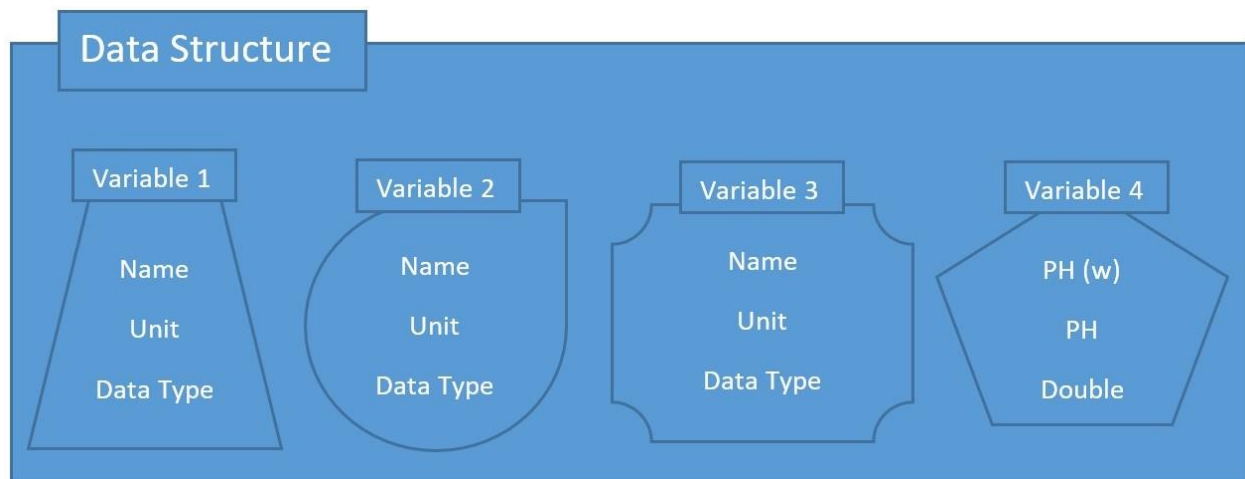 Data Structure
Variable 1
Name
Unit
Data Type
Variable 2
Name
Unit
Data Type
Variable 3
Name
Unit
Data Type
Variable 4
PH (w)
PH
Double